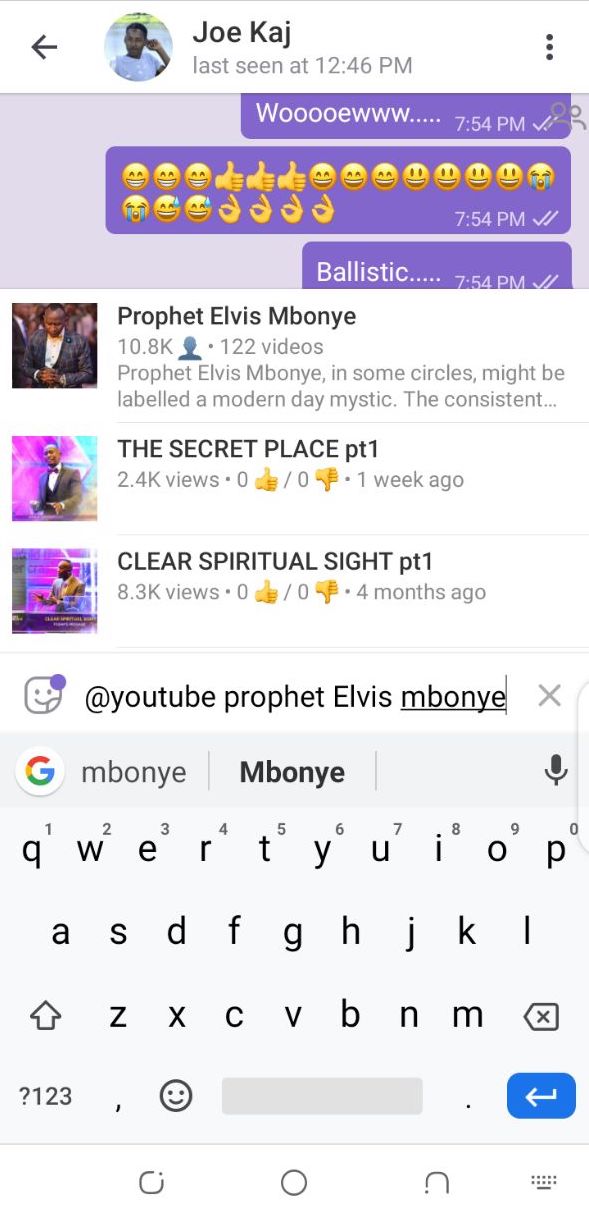 Joe Kaj
last seen at 12:46 PM
Wooooewww..... 7:54 PM
😁😁😁👍👍👍😄😄😄😃😃😃😃😭
😭😅😅👌👌👌👌 7:54 PM
Ballistic..... 7:54 PM
Prophet Elvis Mbonye
10.8K 👤 • 122 videos
Prophet Elvis Mbonye, in some circles, might be
labelled a modern day mystic. The consistent...
THE SECRET PLACE pt1
2.4K views • 0 👍 / 0 👎 • 1 week ago
CLEAR SPIRITUAL SIGHT pt1
8.3K views • 0 👍 / 0 👎 • 4 months ago
@youtube prophet Elvis mbonye
G mbonye Mbonye
1 2 3 4 5 6 7 8 9 0
q w e r t y u i o p
a s d f g h j k l
z x c v b n m
?123 , .